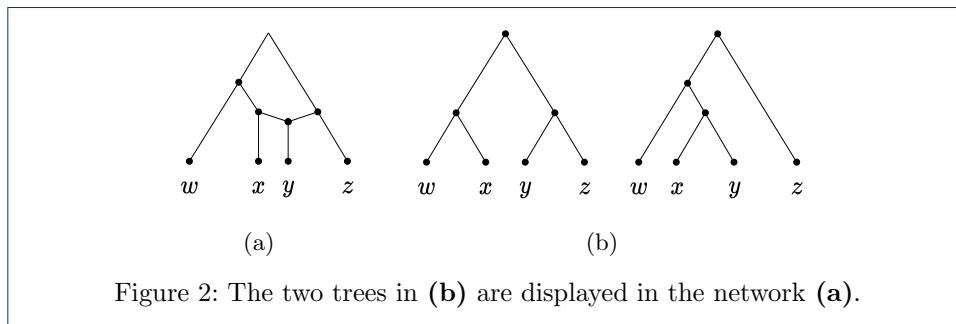 w x y z w x y z w x y z
(a) (b)
Figure 2: The two trees in (b) are displayed in the network (a).